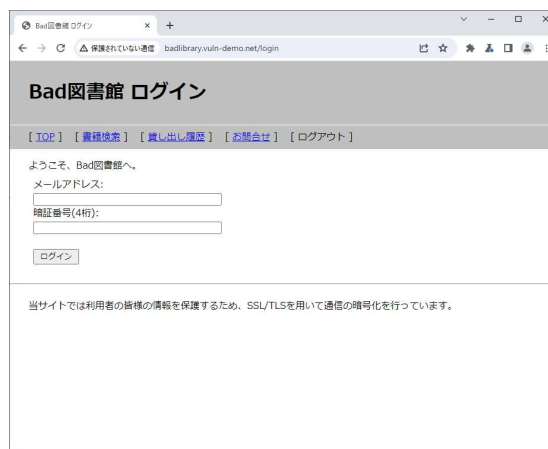 Bad図書館 ログイン
保護されていない通信 badlibrary.vuln-demo.net/login
Bad図書館 ログイン
[ TOP ] [ 書籍検索 ] [ 貸し出し履歴 ] [ お問合せ ] [ ログアウト ]
ようこそ、Bad図書館へ。
メールアドレス:
暗証番号(4桁):
ログイン
当サイトでは利用者の皆様の情報を保護するため、SSL/TLSを用いて通信の暗号化を行っています。